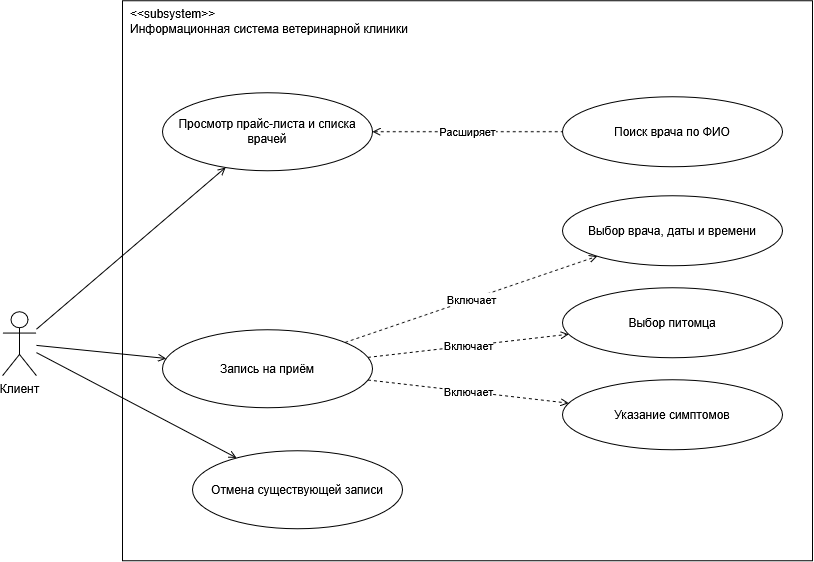 <<subsystem>>
Информационная система ветеринарной клиники
Просмотр прайс-листа и списка
врачей
Расширяет
Поиск врача по ФИО
Выбор врача, даты и времени
Включает
Выбор питомца
Включает
Запись на приём
Включает
Указание симптомов
Клиент
Отмена существующей записи